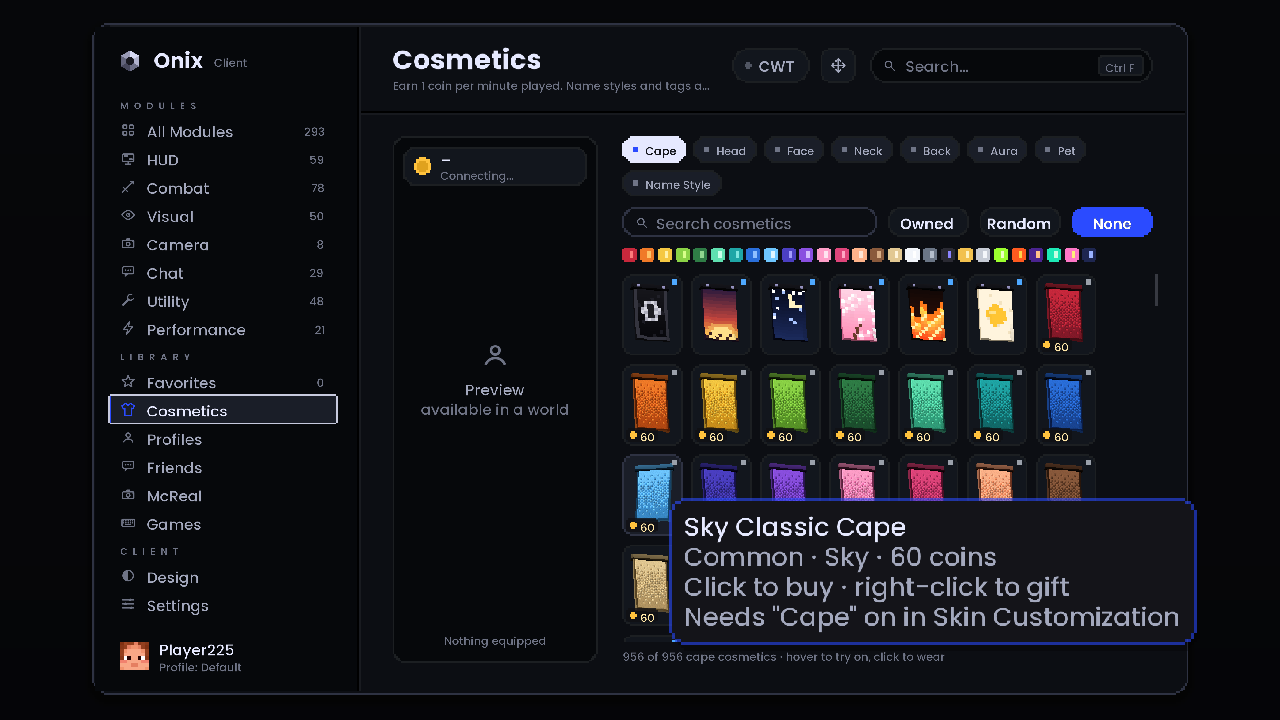 Onix Client
MODULES
All Modules 293
HUD 59
Combat 78
Visual 50
Camera 8
Chat 29
Utility 48
Performance 21
LIBRARY
Favorites 0
Cosmetics
Profiles
Friends
McReal
Games
CLIENT
Design
Settings
Player225
Profile: Default
Cosmetics
Earn 1 coin per minute played. Name styles and tags a...
CWT
Search...
Ctrl F
–
Connecting...
Preview
available in a world
Nothing equipped
Cape Head Face Neck Back Aura Pet
Name Style
Search cosmetics
Owned Random None
60
60 60 60 60 60 60 60
60
60
Sky Classic Cape
Common · Sky · 60 coins
Click to buy · right-click to gift
Needs "Cape" on in Skin Customization
956 of 956 cape cosmetics · hover to try on, click to wear